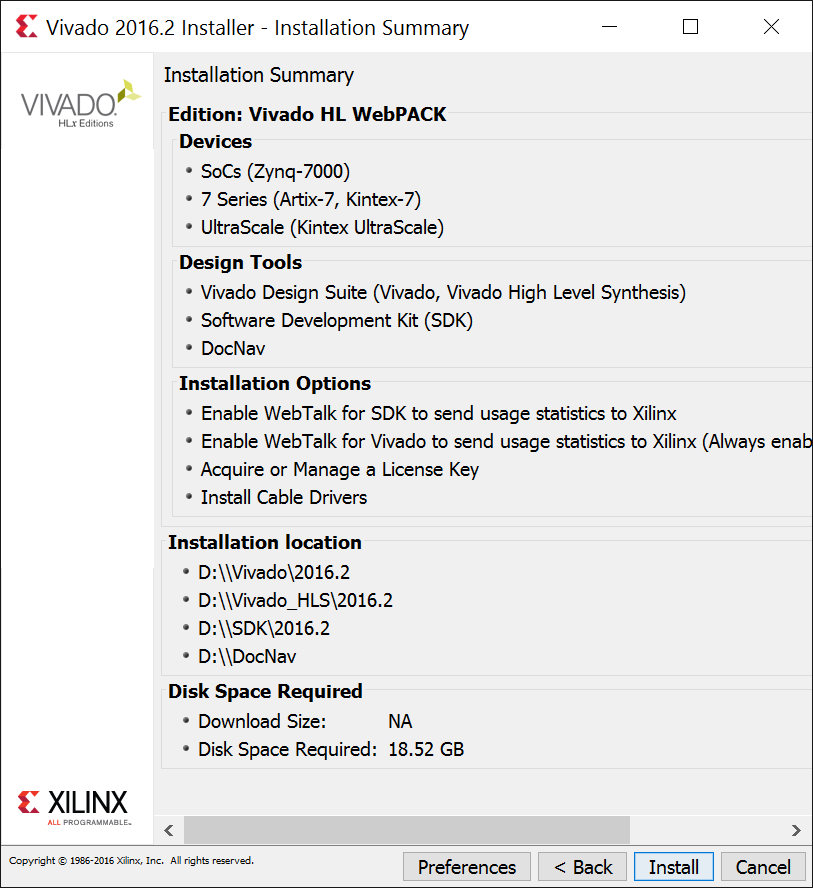 Vivado 2016.2 Installer - Installation Summary
VIVADO.
HLx Editions
Installation Summary
Edition: Vivado HL WebPACK
Devices
SoCs (Zynq-7000)
7 Series (Artix-7, Kintex-7)
UltraScale (Kintex UltraScale)
Design Tools
Vivado Design Suite (Vivado, Vivado High Level Synthesis)
Software Development Kit (SDK)
DocNav
Installation Options
Enable WebTalk for SDK to send usage statistics to Xilinx
Enable WebTalk for Vivado to send usage statistics to Xilinx (Always enab
Acquire or Manage a License Key
Install Cable Drivers
Installation location
D:\\Vivado\2016.2
D:\\Vivado_HLS\2016.2
D:\\SDK\2016.2
D:\\DocNav
Disk Space Required
Download Size: NA
Disk Space Required: 18.52 GB
XILINX
ALL PROGRAMMABLE™
Copyright © 1986-2016 Xilinx, Inc. All rights reserved.
Preferences < Back Install Cancel